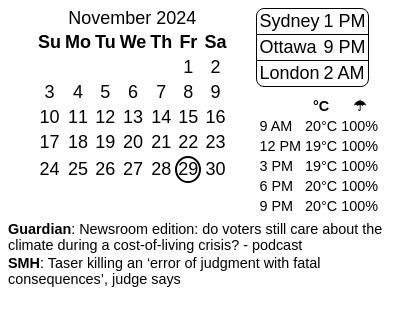 November 2024
Su Mo Tu We Th Fr Sa
1 2
3 4 5 6 7 8 9
10 11 12 13 14 15 16
17 18 19 20 21 22 23
24 25 26 27 28 29 30
Sydney 1 PM
Ottawa 9 PM
London 2 AM
°C ☂
9 AM 20°C 100%
12 PM 19°C 100%
3 PM 19°C 100%
6 PM 20°C 100%
9 PM 20°C 100%
Guardian: Newsroom edition: do voters still care about the
climate during a cost-of-living crisis? - podcast
SMH: Taser killing an ‘error of judgment with fatal
consequences’, judge says